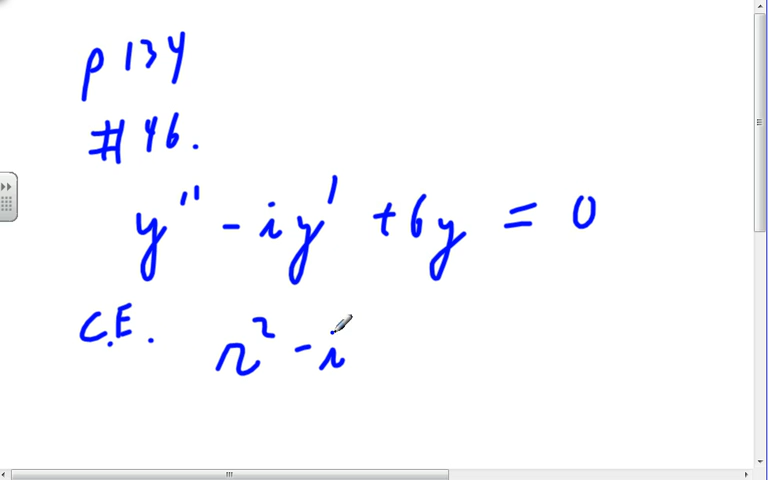 p 134
# 46.
y'' - iy' + 6y = 0
C.E. r² - i